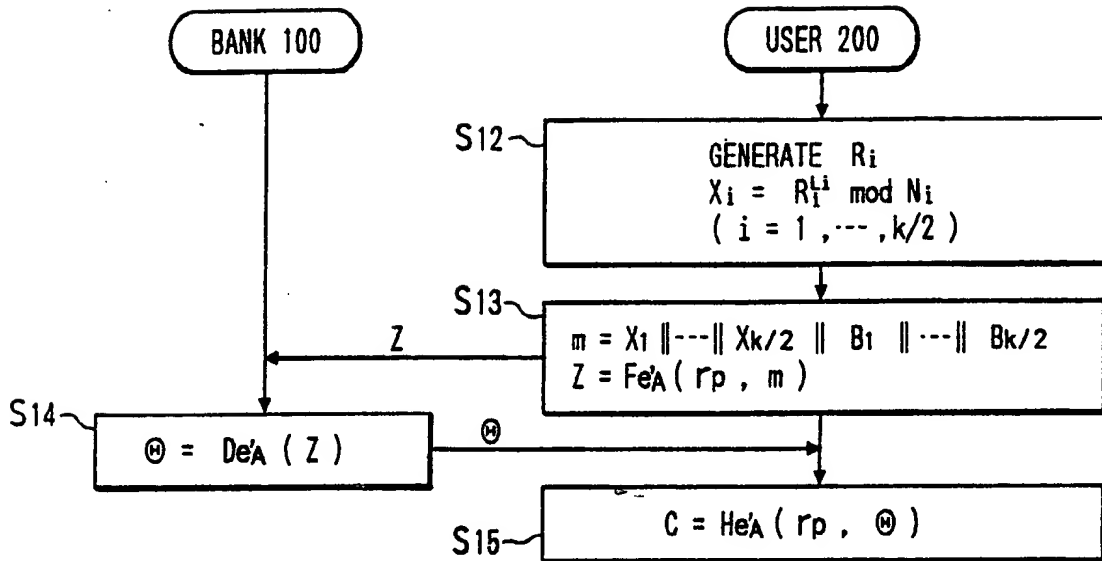 BANK 100
USER 200
S12
GENERATE Ri
Xi = Ri^Li mod Ni
( i = 1 ,---, k/2 )
S13
m = X1 ||---|| Xk/2 || B1 ||---|| Bk/2
Z = Fe'A ( rp , m )
Z
S14
Θ = De'A ( Z )
Θ
S15
C = He'A ( rp , Θ )